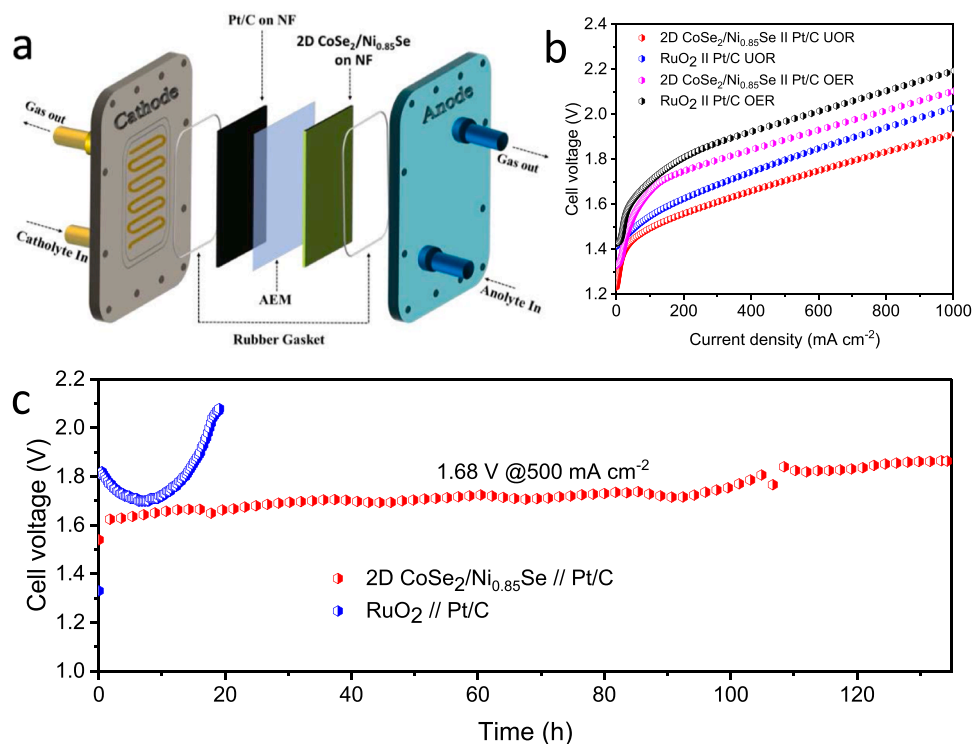 a
Pt/C on NF
2D CoSe2/Ni0.85Se
on NF
Cathode
Anode
Gas out
Gas out
Catholyte In
Anolyte In
AEM
Rubber Gasket
b
2D CoSe2/Ni0.85Se II Pt/C UOR
RuO2 II Pt/C UOR
2D CoSe2/Ni0.85Se II Pt/C OER
RuO2 II Pt/C OER
Cell voltage (V)
2.4
2.2
2.0
1.8
1.6
1.4
1.2
0 200 400 600 800 1000
Current density (mA cm-2)
c
Cell voltage (V)
2.2
2.0
1.8
1.6
1.4
1.2
1.0
1.68 V @500 mA cm-2
2D CoSe2/Ni0.85Se // Pt/C
RuO2 // Pt/C
0 20 40 60 80 100 120
Time (h)